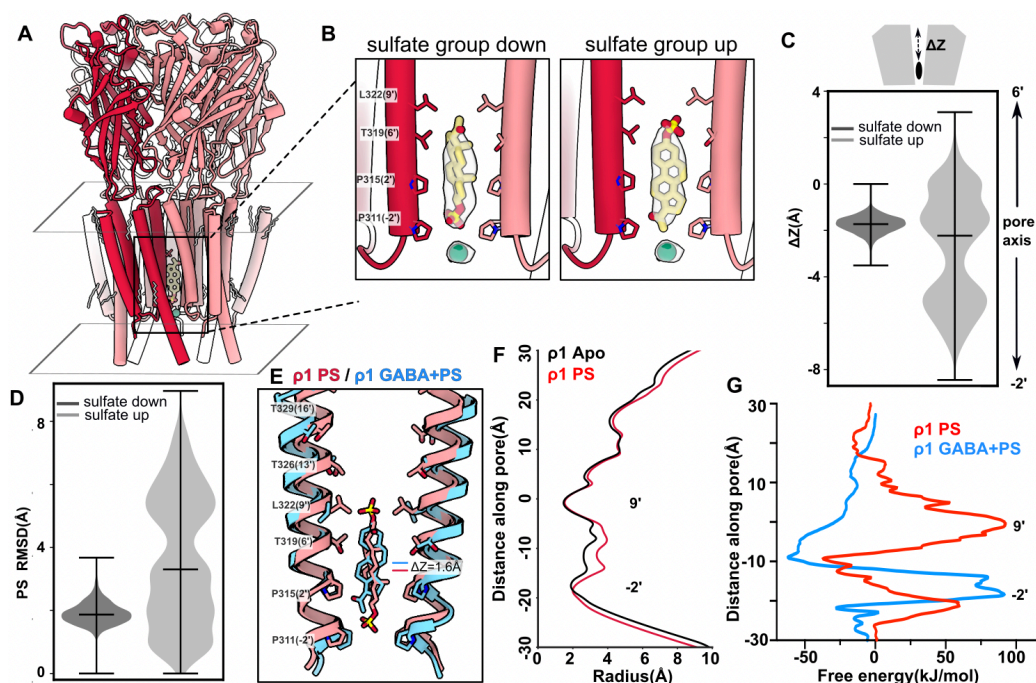 A
B
sulfate group down
sulfate group up
L322(9')
T319(6')
P315(2')
P311(-2')
C
ΔZ
4
0
-4
-8
ΔZ(Å)
sulfate down
sulfate up
6'
pore
axis
-2'
D
sulfate down
sulfate up
8
4
0
PS RMSD(Å)
E
ρ1 PS / ρ1 GABA+PS
T329(16')
T326(13')
L322(9')
T319(6')
ΔZ=1.6Å
P315(2')
P311(-2')
F
ρ1 Apo
ρ1 PS
30
20
10
0
-10
-20
-30
Distance along pore(Å)
9'
-2'
0 2 4 6 8 10
Radius(Å)
G
ρ1 PS
ρ1 GABA+PS
30
10
-10
-30
Distance along pore(Å)
9'
-2'
-50 0 50 100
Free energy(kJ/mol)